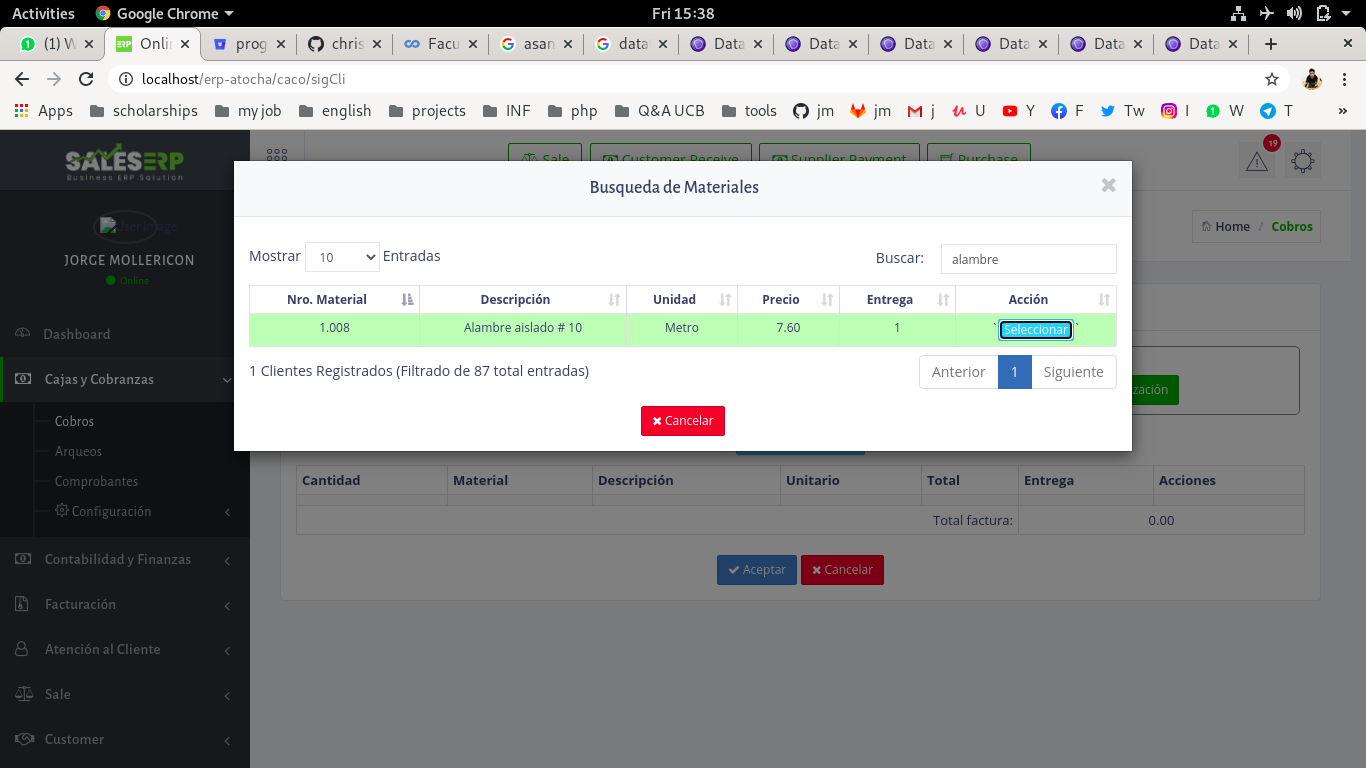 Activities Google Chrome Fri 15:38
(1) W Onlin prog chris Facu asan data Data Data Data Data Data Data
localhost/erp-atocha/caco/sigCli
Apps scholarships my job english projects INF php Q&A UCB tools jm jm j U Y F Tw I W T »
SALESERP
Business ERP Solution
Sale Customer Receive Supplier Payment Purchase 19
User Image
JORGE MOLLERICON
Online
Home / Cobros
Dashboard
Cajas y Cobranzas
Cobros
Arqueos
Comprobantes
Configuración
Contabilidad y Finanzas
Facturación
Atención al Cliente
Sale
Customer
Busqueda de Materiales
Mostrar 10 Entradas Buscar: alambre
Nro. Material Descripción Unidad Precio Entrega Acción
1.008 Alambre aislado # 10 Metro 7.60 1 ` Seleccionar `
1 Clientes Registrados (Filtrado de 87 total entradas) Anterior 1 Siguiente
Cancelar
zación
Cantidad Material Descripción Unitario Total Entrega Acciones
Total factura: 0.00
Aceptar Cancelar